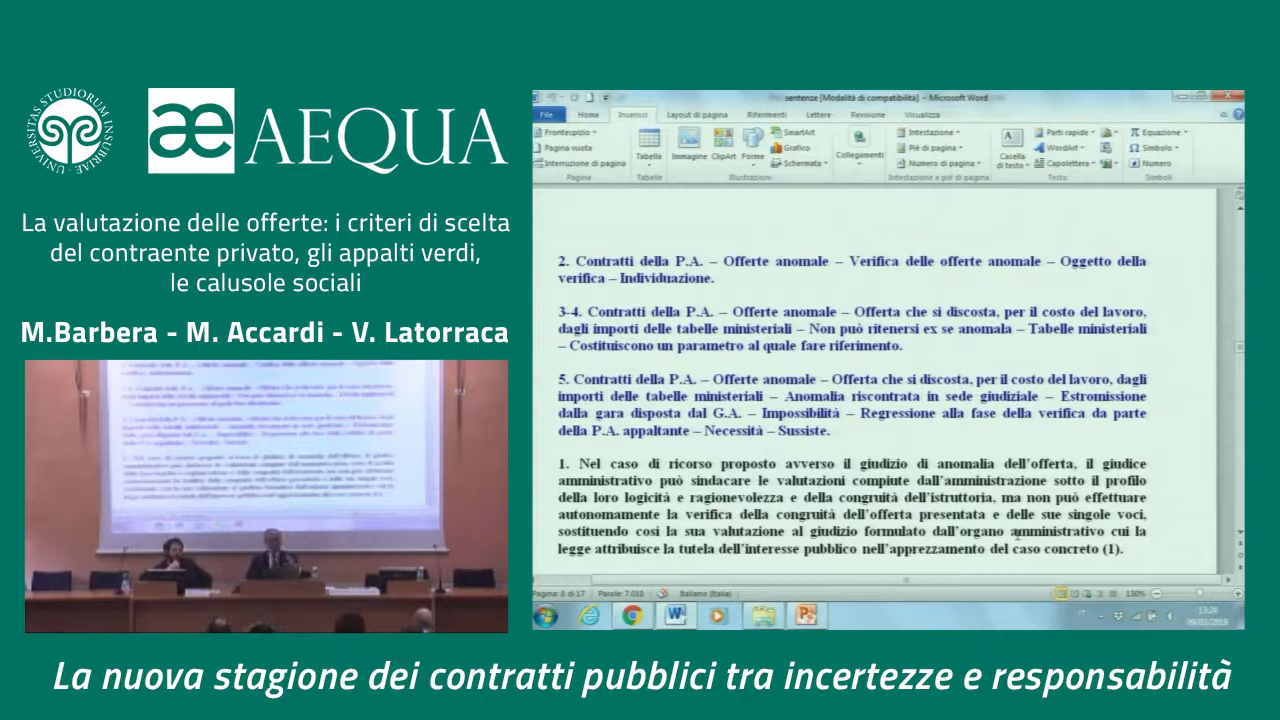 UNIVERSITAS STUDIORUM INSUBRIAE
æ AEQUA
La valutazione delle offerte: i criteri di scelta
del contraente privato, gli appalti verdi,
le calusole sociali
M.Barbera - M. Accardi - V. Latorraca
sentenze [Modalità di compatibilità] - Microsoft Word
File Home Inserisci Layout di pagina Riferimenti Lettere Revisione Visualizza
Frontespizio
Pagina vuota
Interruzione di pagina
Pagine
Tabella
Tabelle
Immagine ClipArt Forme
SmartArt
Grafico
Schermata
Illustrazioni
Collegamenti
Intestazione
Piè di pagina
Numero di pagina
Intestazione e piè di pagina
Casella
di testo
Parti rapide
WordArt
Capolettera
Testo
Equazione
Simbolo
Numero
Simboli
2. Contratti della P.A. – Offerte anomale – Verifica delle offerte anomale – Oggetto della
verifica – Individuazione.
3-4. Contratti della P.A. – Offerte anomale – Offerta che si discosta, per il costo del lavoro,
dagli importi delle tabelle ministeriali – Non può ritenersi ex se anomala – Tabelle ministeriali
– Costituiscono un parametro al quale fare riferimento.
5. Contratti della P.A. – Offerte anomale – Offerta che si discosta, per il costo del lavoro, dagli
importi delle tabelle ministeriali – Anomalia riscontrata in sede giudiziale – Estromissione
dalla gara disposta dal G.A. – Impossibilità – Regressione alla fase della verifica da parte
della P.A. appaltante – Necessità – Sussiste.
1. Nel caso di ricorso proposto avverso il giudizio di anomalia dell'offerta, il giudice
amministrativo può sindacare le valutazioni compiute dall'amministrazione sotto il profilo
della loro logicità e ragionevolezza e della congruità dell'istruttoria, ma non può effettuare
autonomamente la verifica della congruità dell'offerta presentata e delle sue singole voci,
sostituendo così la sua valutazione al giudizio formulato dall'organo amministrativo cui la
legge attribuisce la tutela dell'interesse pubblico nell'apprezzamento del caso concreto (1).
Pagina: 8 di 17 Parole: 7.018 Italiano (Italia) 130%
IT 13:24
09/03/2018
La nuova stagione dei contratti pubblici tra incertezze e responsabilità